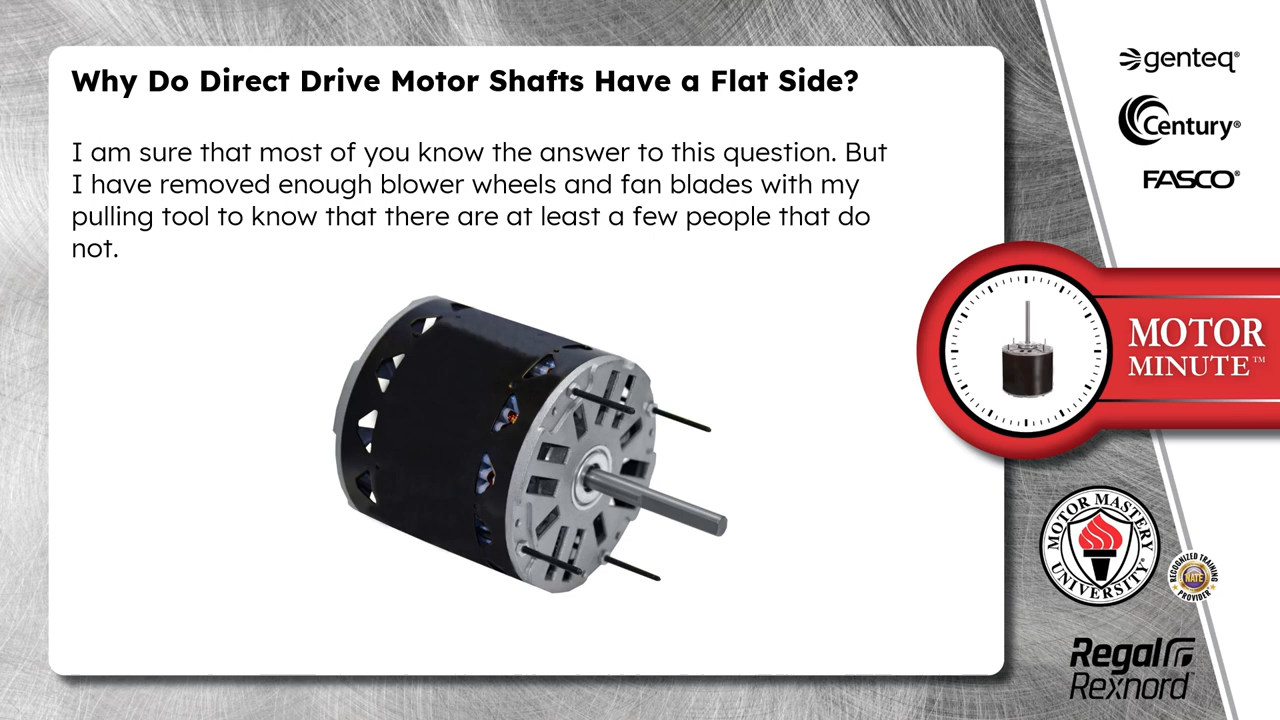 Why Do Direct Drive Motor Shafts Have a Flat Side?
I am sure that most of you know the answer to this question. But
I have removed enough blower wheels and fan blades with my
pulling tool to know that there are at least a few people that do
not.
genteq®
Century®
FASCO®
MOTOR
MINUTE™
MOTOR MASTERY
UNIVERSITY®
RECOGNIZED TRAINING
NATE
PROVIDER
Regal
Rexnord